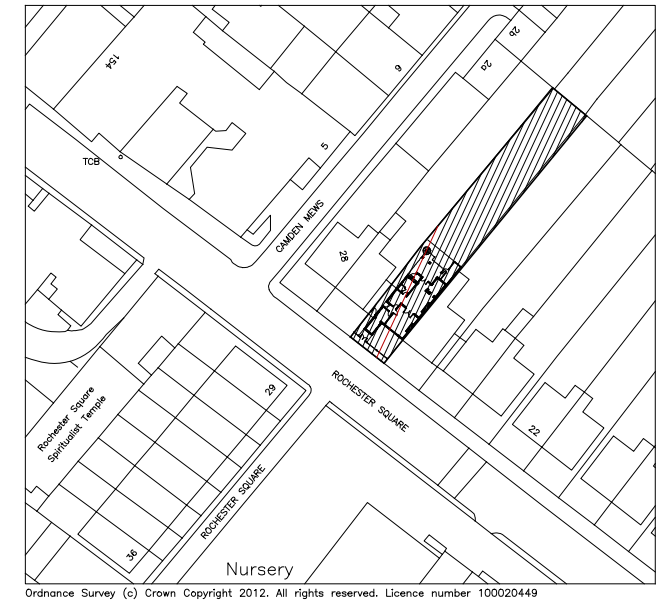 2b
2a
154
6
5
TCB
CAMDEN MEWS
28
ROCHESTER SQUARE
29
Rochester Square
Spiritualist Temple
22
ROCHESTER SQUARE
36
Nursery
Ordnance Survey (c) Crown Copyright 2012. All rights reserved. Licence number 100020449